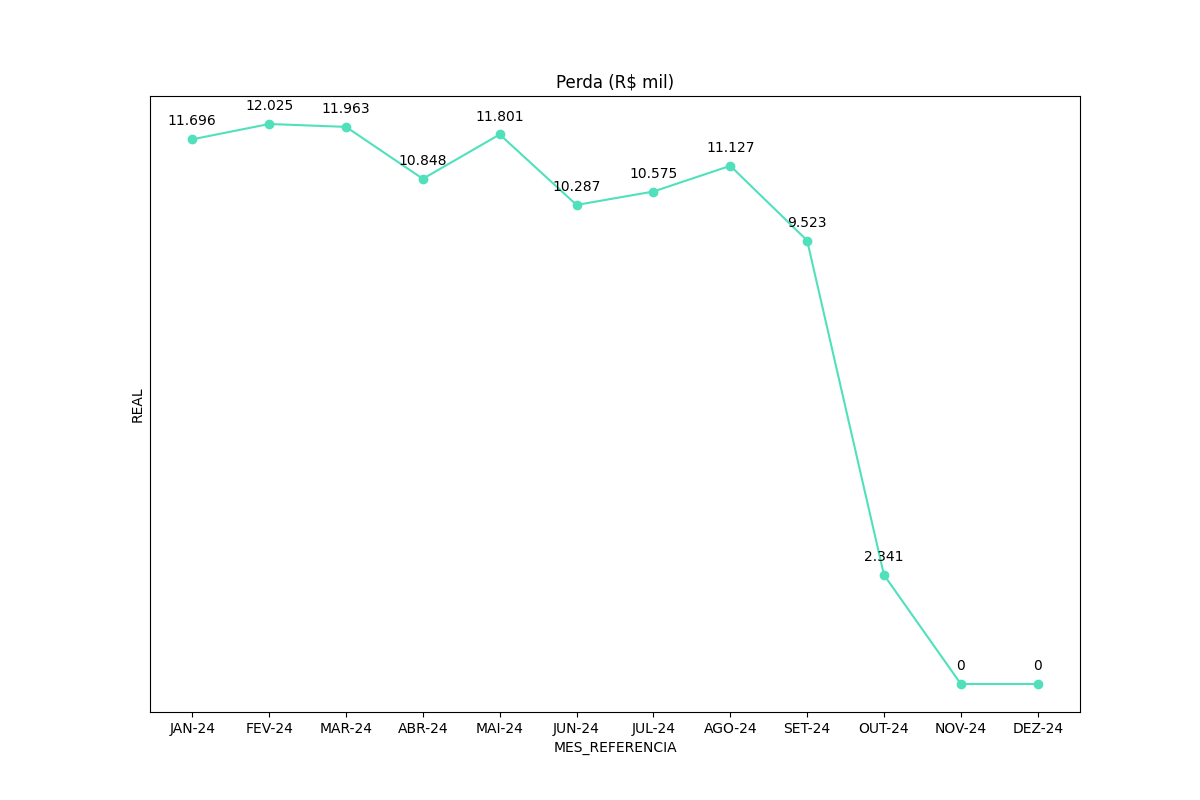 Perda (R$ mil)
11.696
12.025
11.963
10.848
11.801
10.287
10.575
11.127
9.523
2.341
0
0
REAL
JAN-24
FEV-24
MAR-24
ABR-24
MAI-24
JUN-24
JUL-24
AGO-24
SET-24
OUT-24
NOV-24
DEZ-24
MES_REFERENCIA